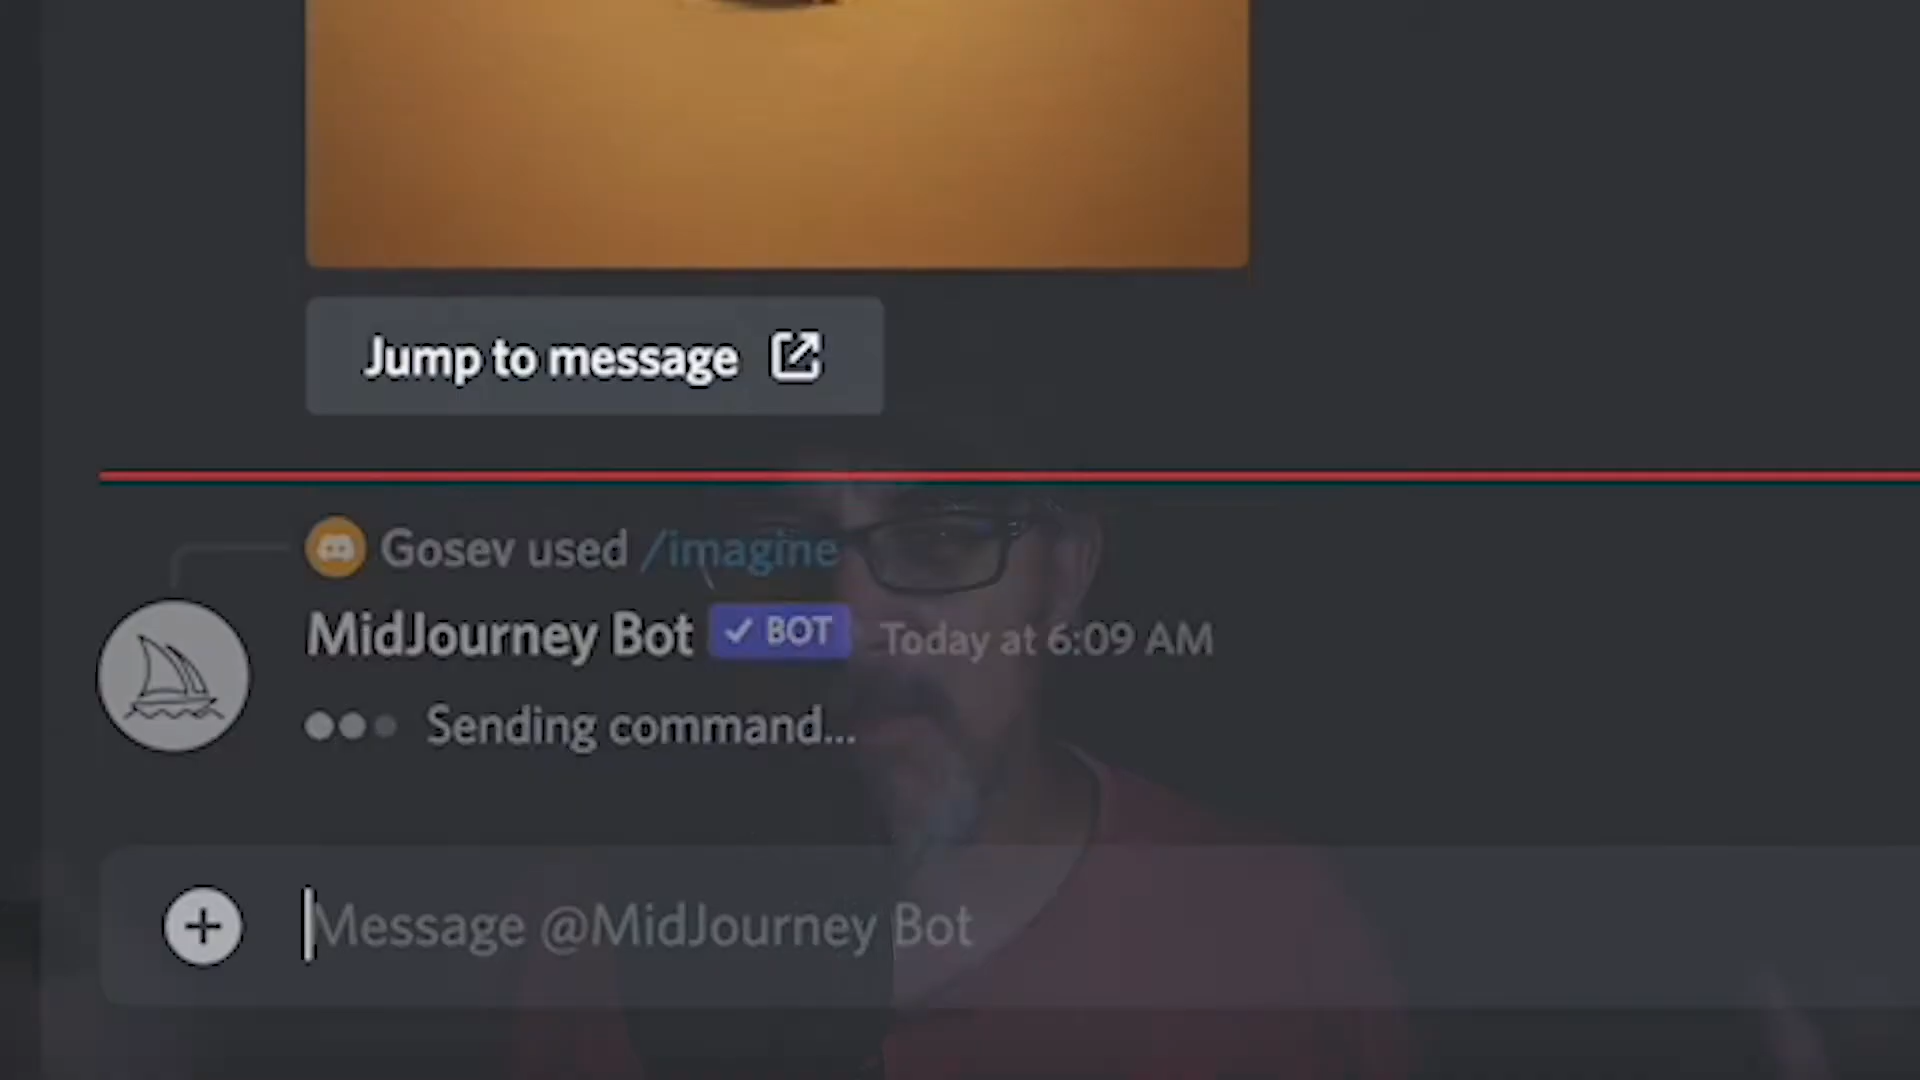 Jump to message
Gosev used /imagine
MidJourney Bot BOT Today at 6:09 AM
Sending command...
Message @MidJourney Bot